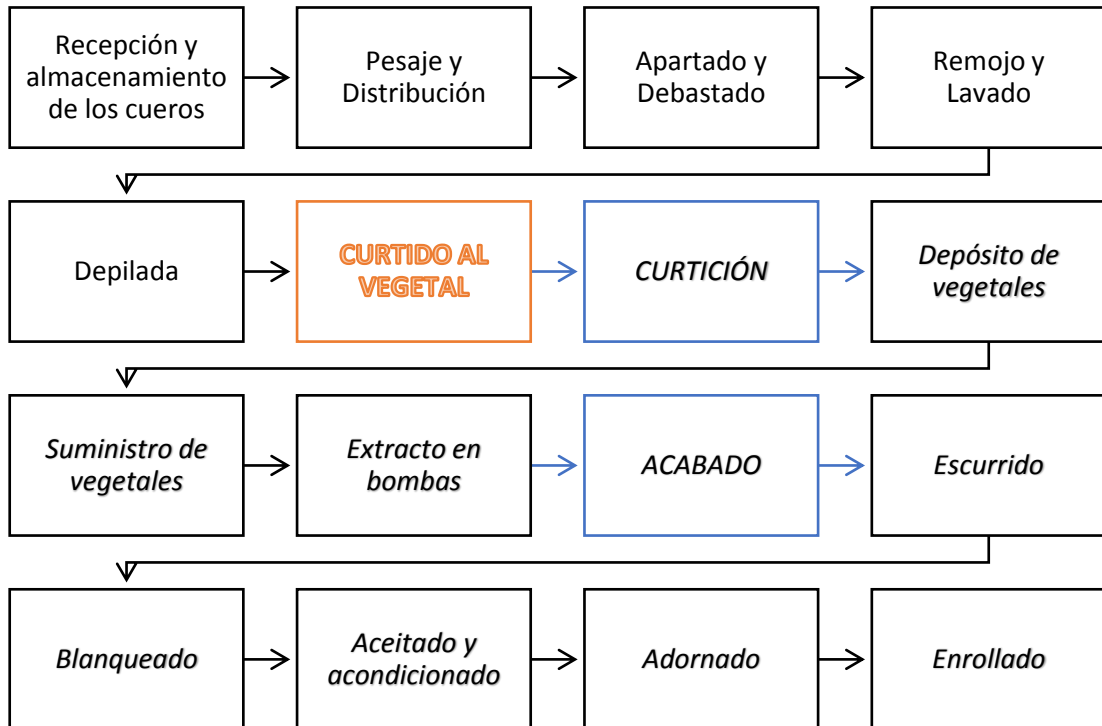 Recepción y
almacenamiento
de los cueros
Pesaje y
Distribución
Apartado y
Debastado
Remojo y
Lavado
Depilada
CURTIDO AL
VEGETAL
CURTICIÓN
Depósito de
vegetales
Suministro de
vegetales
Extracto en
bombas
ACABADO
Escurrido
Blanqueado
Aceitado y
acondicionado
Adornado
Enrollado